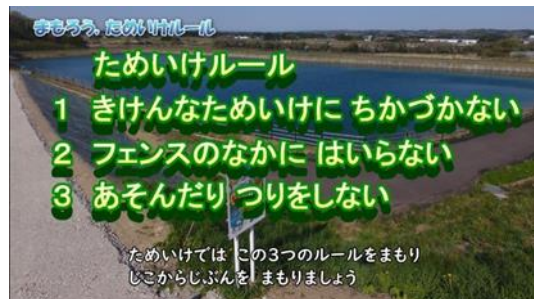 まもろう。ためいけルール
ためいけルール
1 きけんなためいけに ちかづかない
2 フェンスのなかに はいらない
3 あそんだり つりをしない
ためいけでは この3つのルールをまもり
じこからじぶんを まもりましょう